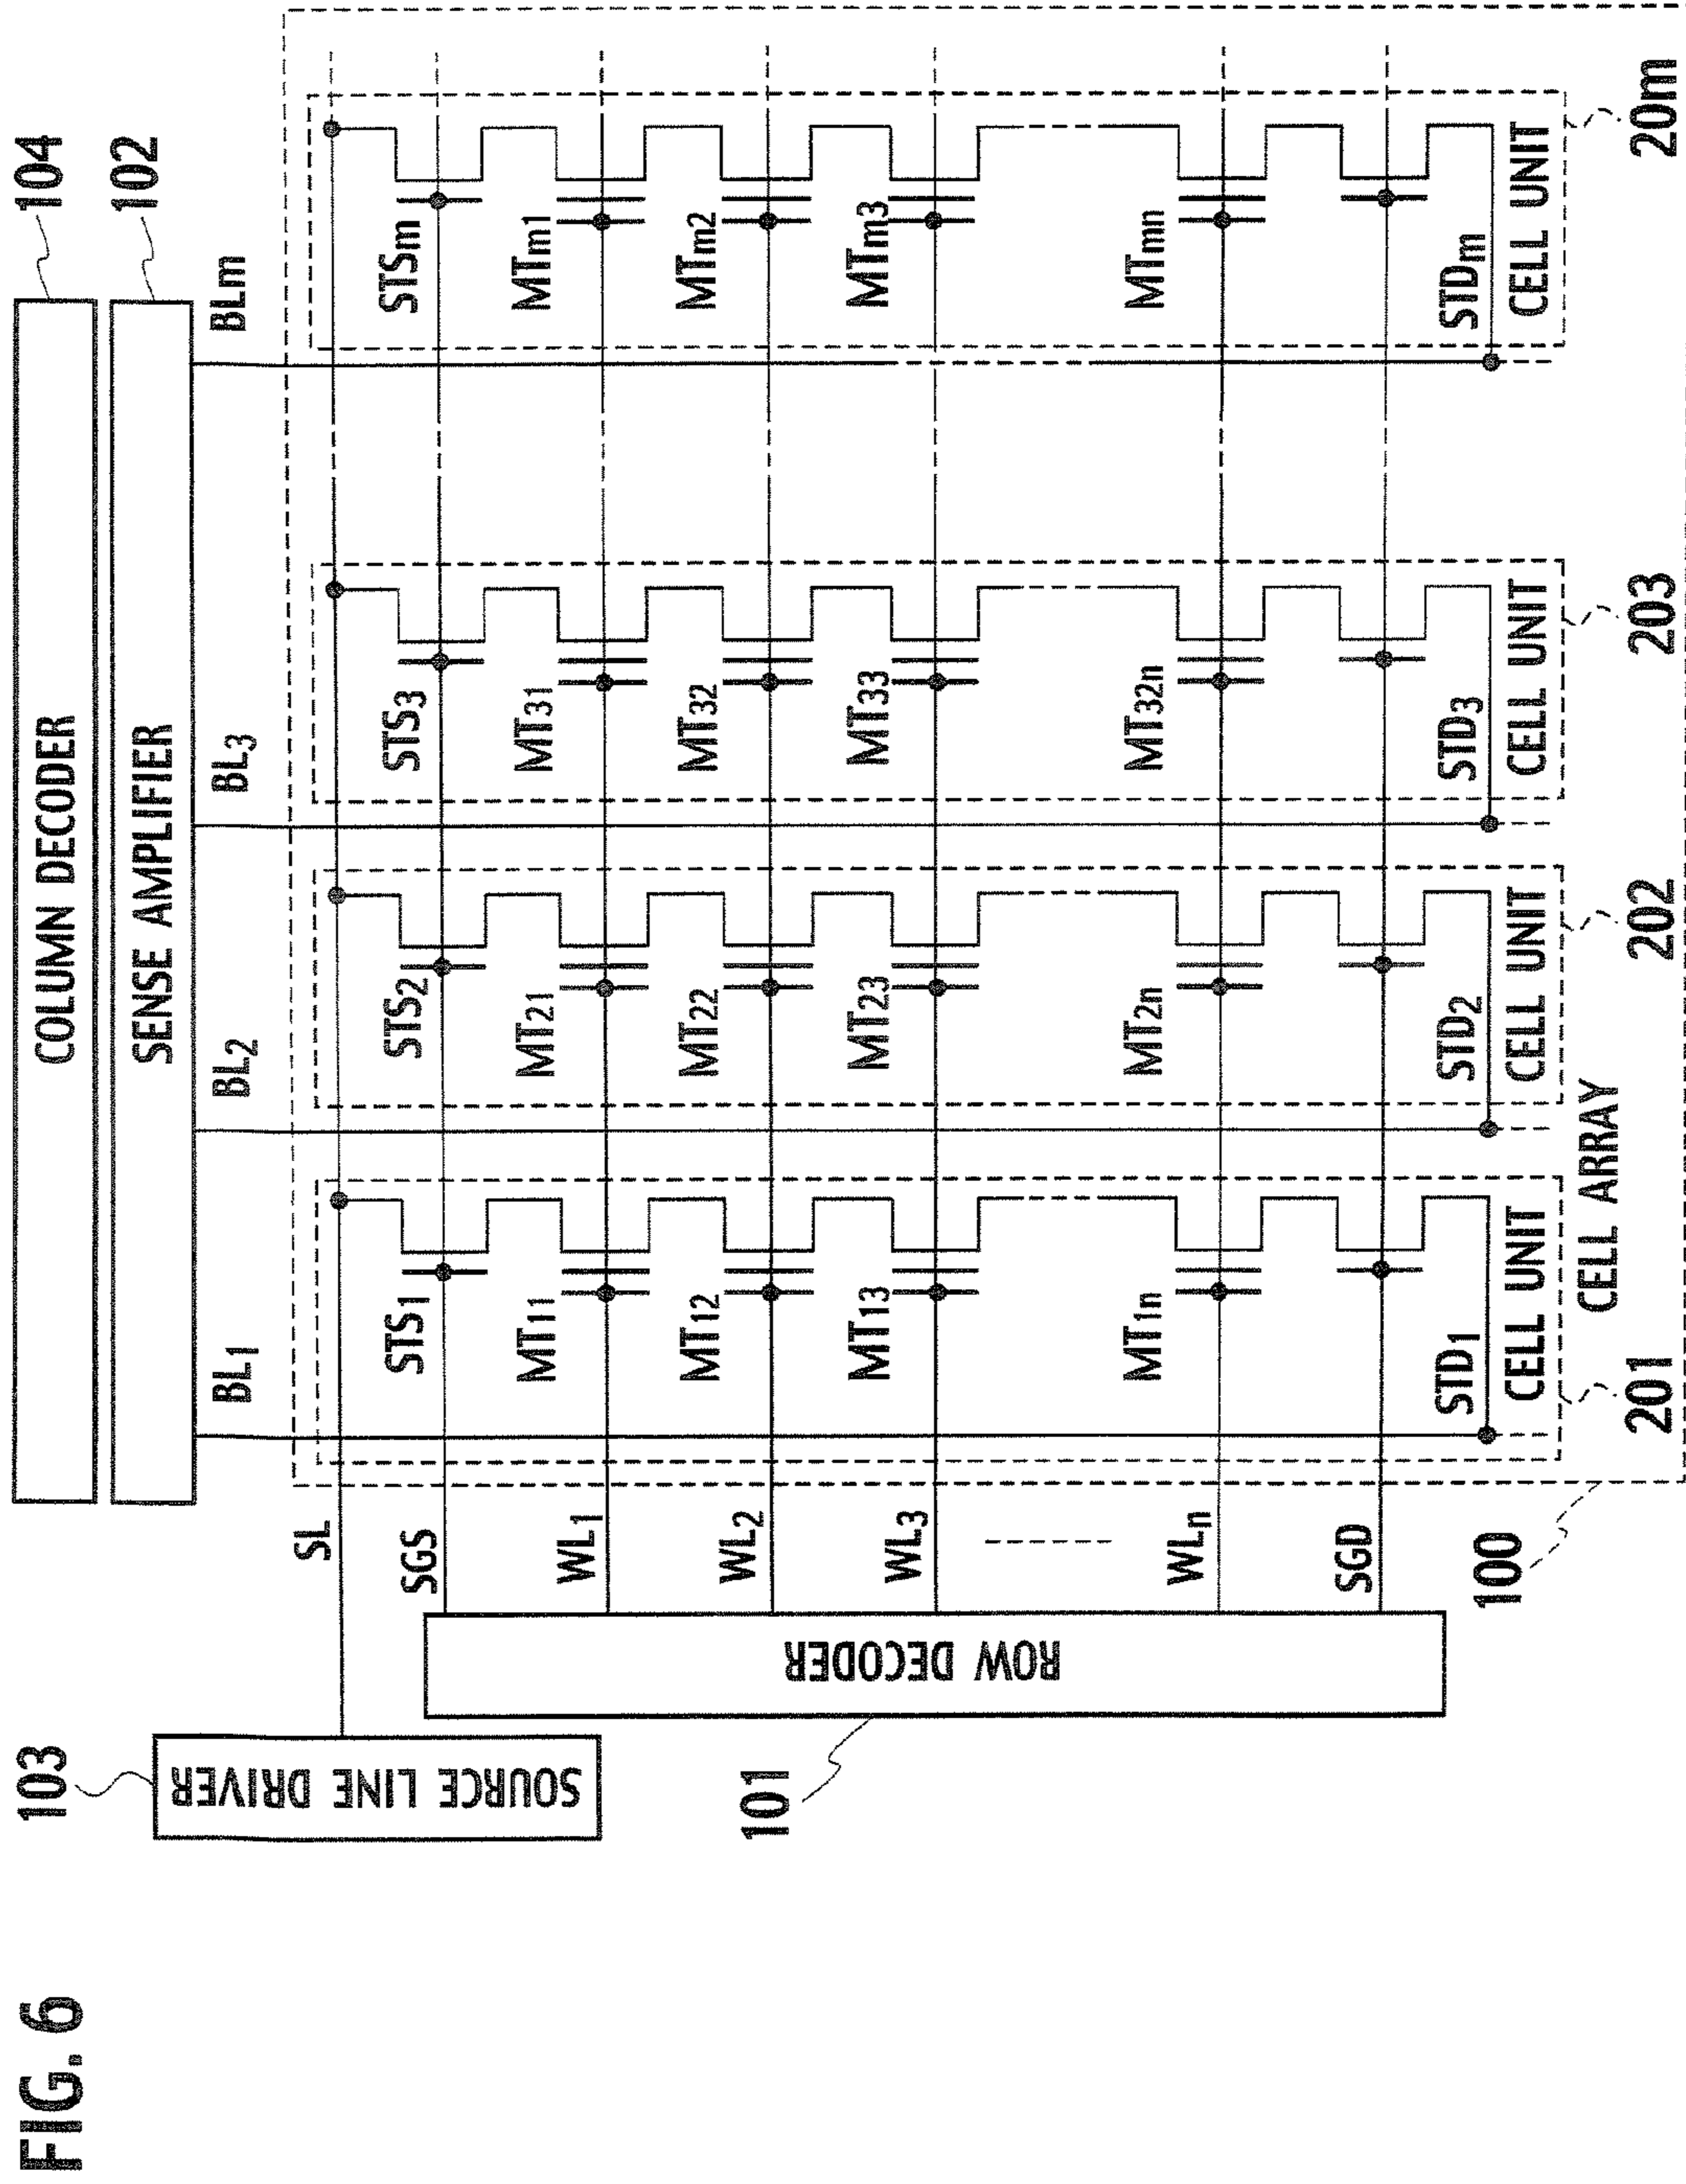 FIG. 6
103
SOURCE LINE DRIVER
101
ROW DECODER
104
COLUMN DECODER
102
SENSE AMPLIFIER
BL1
BL2
BL3
BLm
SL
SGS
WL1
WL2
WL3
WLn
SGD
100
STS1
MT11
MT12
MT13
MT1n
STD1
CELL UNIT
201
STS2
MT21
MT22
MT23
MT2n
STD2
CELL UNIT
202
STS3
MT31
MT32
MT33
MT32n
STD3
CELL UNIT
203
STSm
MTm1
MTm2
MTm3
MTmn
STDm
CELL UNIT
20m
CELL ARRAY